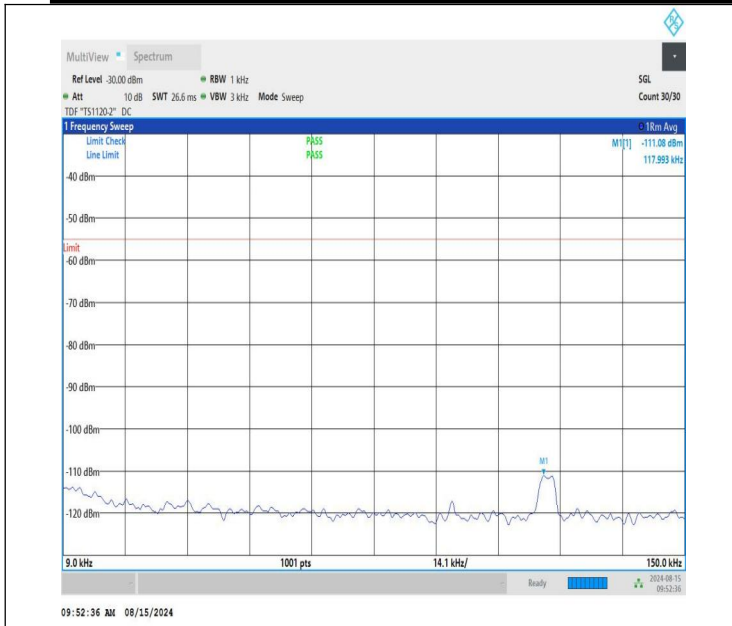 R&S
MultiView Spectrum
Ref Level -30.00 dBm RBW 1 kHz SGL
Att 10 dB SWT 26.6 ms VBW 3 kHz Mode Sweep Count 30/30
TDF "TS1120-2" DC
1 Frequency Sweep 1Rm Avg
Limit Check PASS M1[1] -111.08 dBm
Line Limit PASS 117.993 kHz
-40 dBm
-50 dBm
Limit
-60 dBm
-70 dBm
-80 dBm
-90 dBm
-100 dBm
M1
-110 dBm
-120 dBm
9.0 kHz 1001 pts 14.1 kHz/ 150.0 kHz
Ready 2024-08-15
09:52:36
09:52:36 AM 08/15/2024